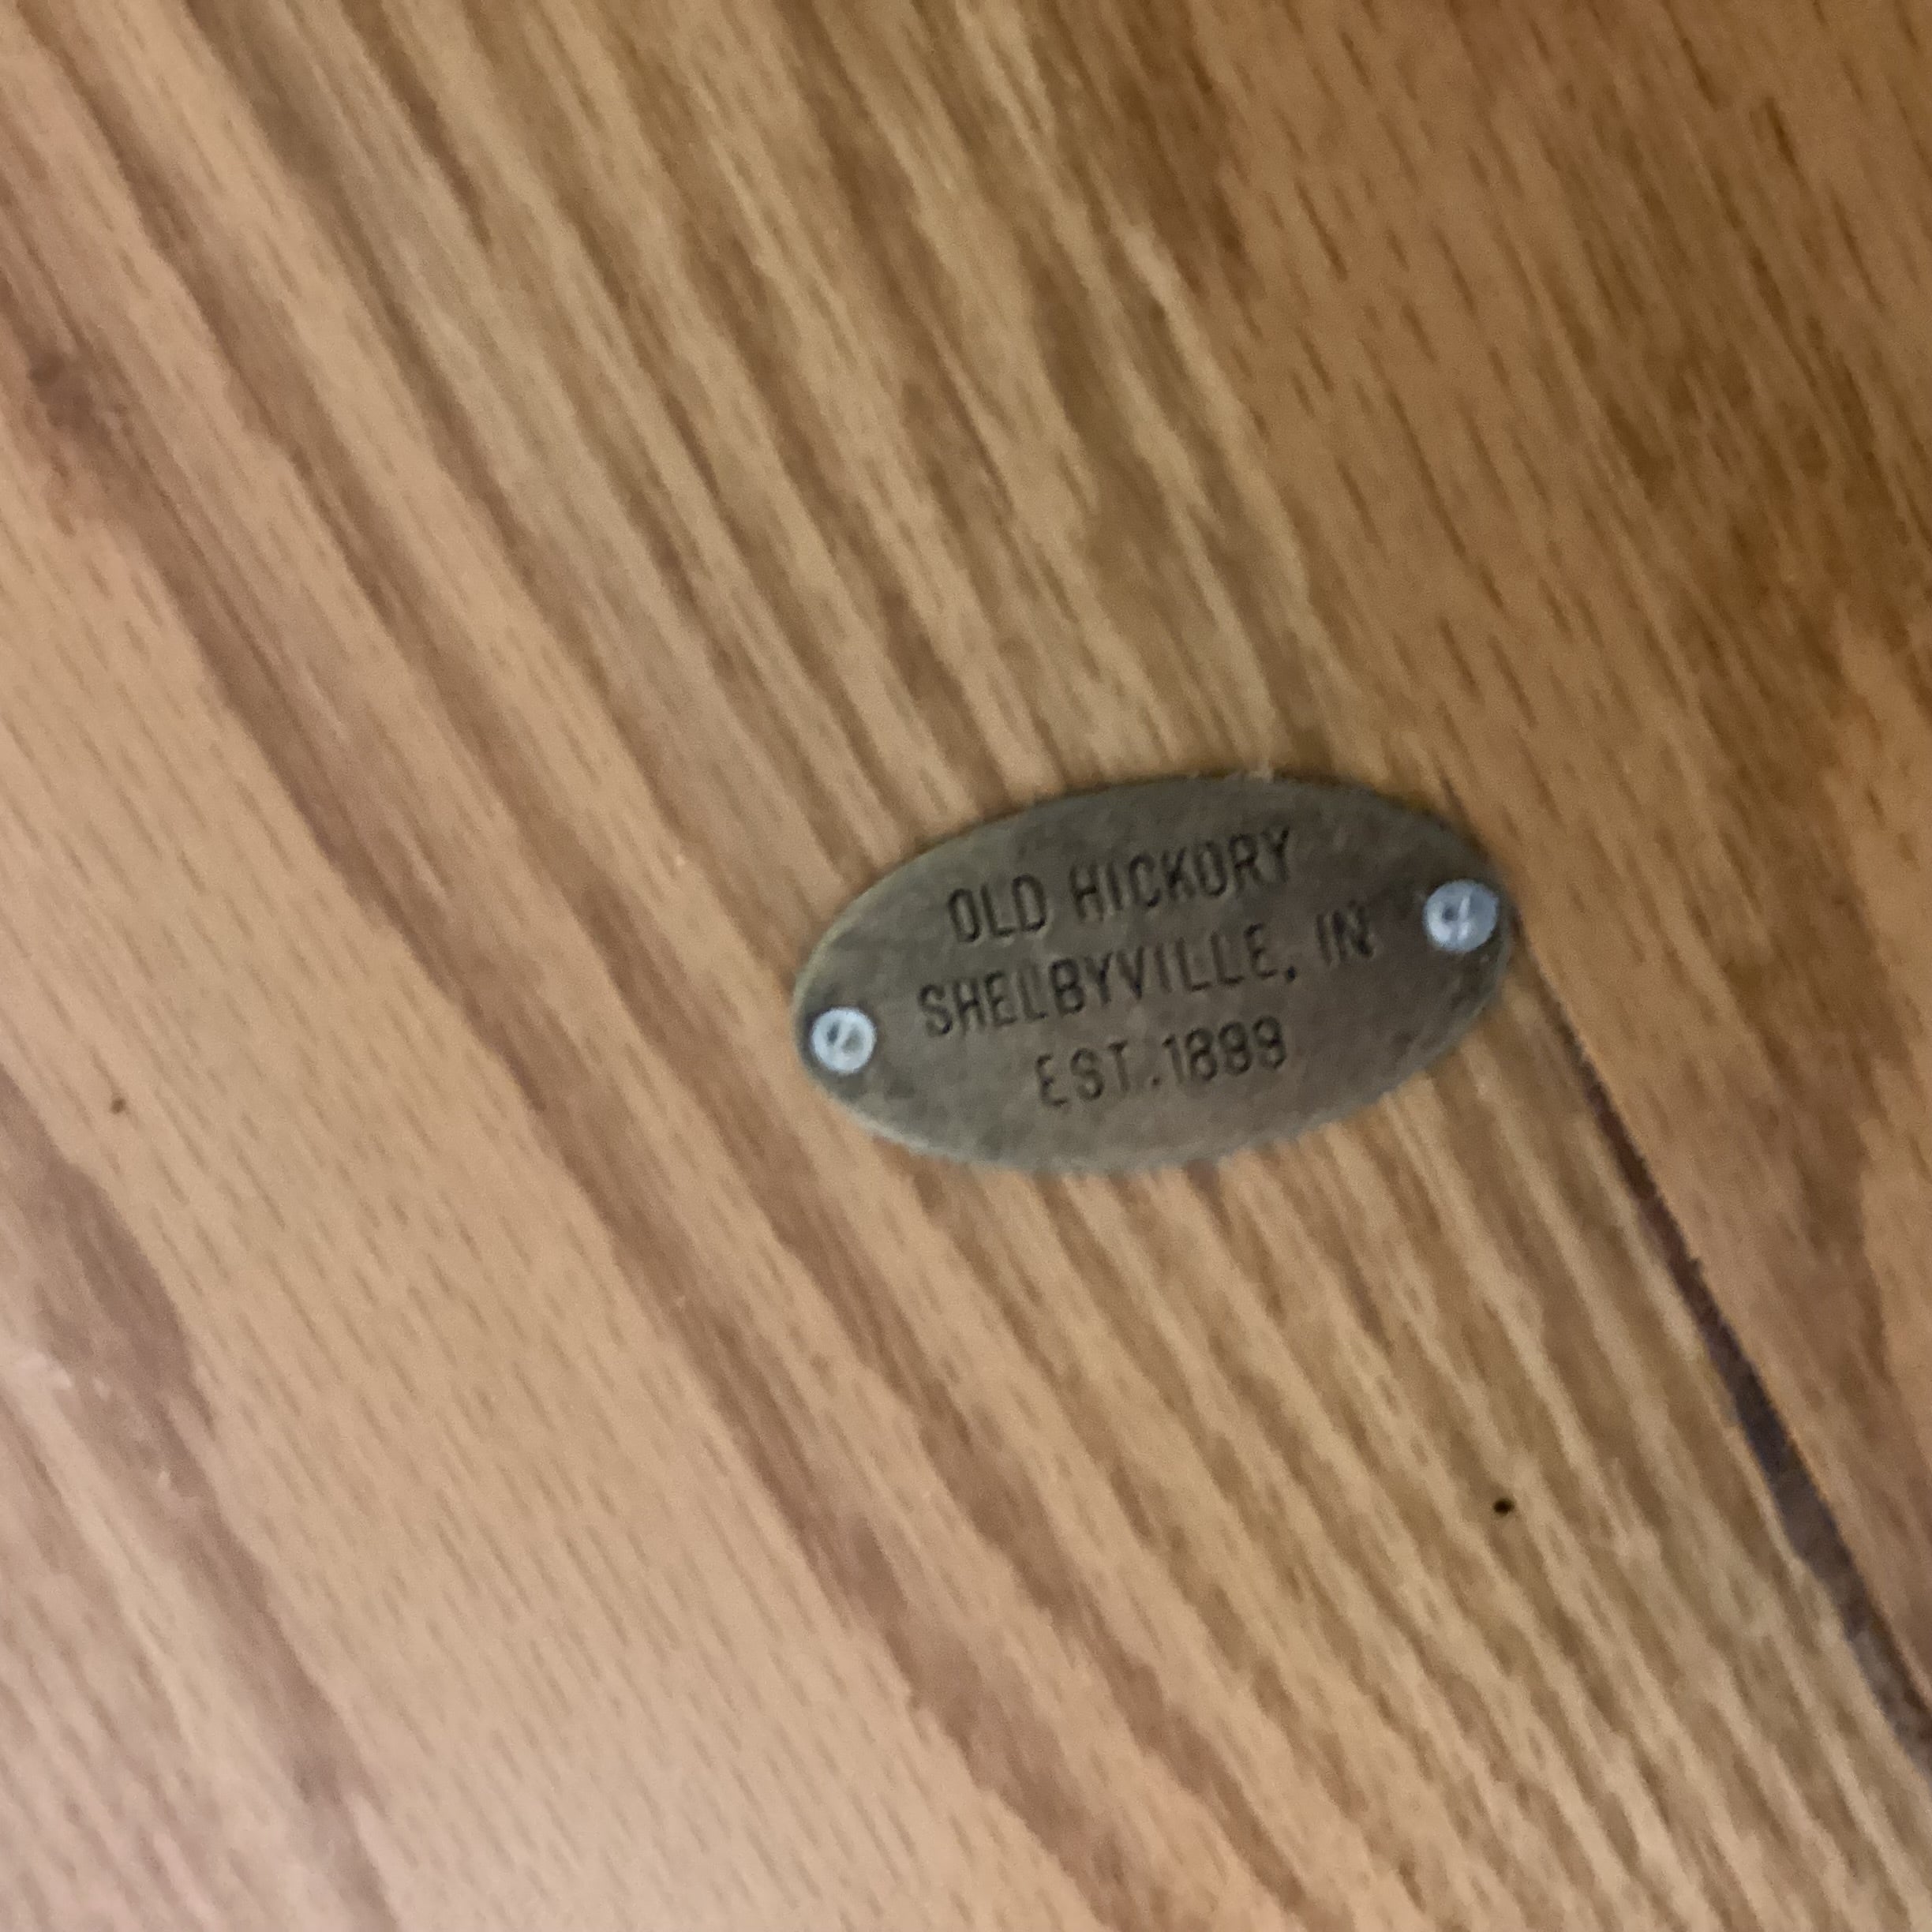 OLD HICKORY
SHELBYVILLE, IN
EST. 1899